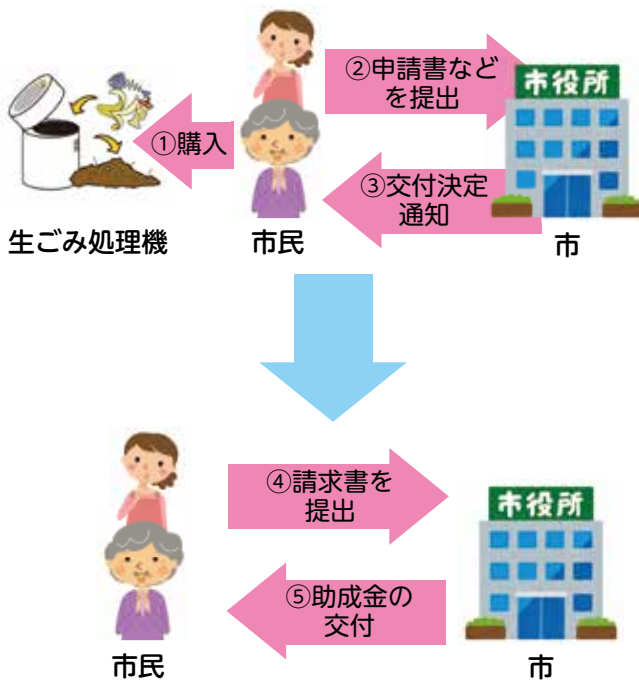 ②申請書など
を提出
市役所
①購入
③交付決定
通知
生ごみ処理機
市民
市
④請求書を
提出
市役所
⑤助成金の
交付
市民
市